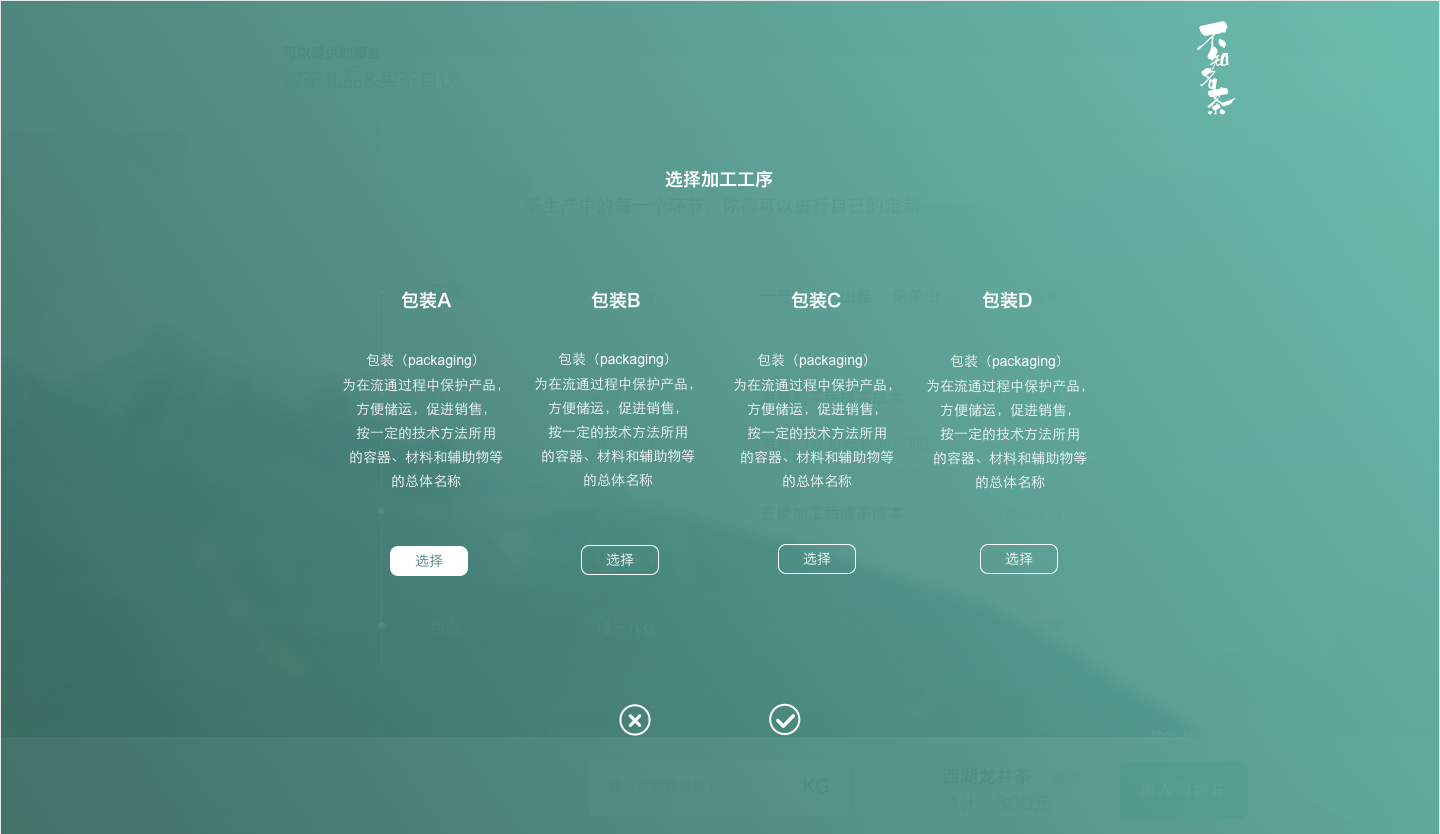 不知名茶
可以提供的服务
买茶礼品&买茶自饮
选择加工工序
在生产中的每一个环节，你都可以进行自己的定制
包装A
包装B
包装C
包装D
包装（packaging）
为在流通过程中保护产品，
方便储运，促进销售，
按一定的技术方法所用
的容器、材料和辅助物等
的总体名称
包装（packaging）
为在流通过程中保护产品，
方便储运，促进销售，
按一定的技术方法所用
的容器、材料和辅助物等
的总体名称
包装（packaging）
为在流通过程中保护产品，
方便储运，促进销售，
按一定的技术方法所用
的容器、材料和辅助物等
的总体名称
包装（packaging）
为在流通过程中保护产品，
方便储运，促进销售，
按一定的技术方法所用
的容器、材料和辅助物等
的总体名称
选择
选择
选择
选择
KG
西湖龙井茶
加入购物车